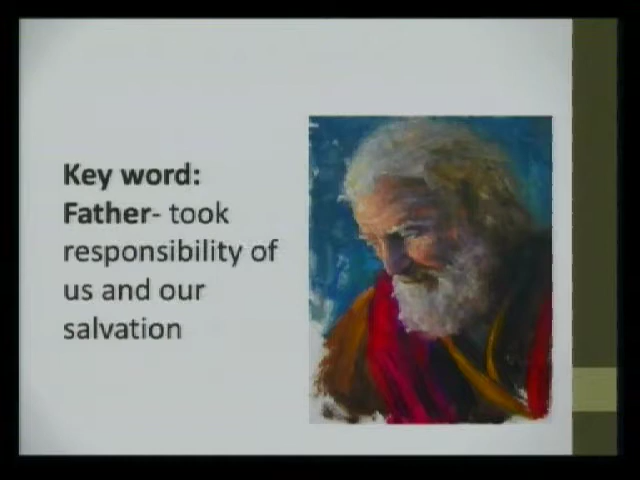 Key word:
Father- took
responsibility of
us and our
salvation